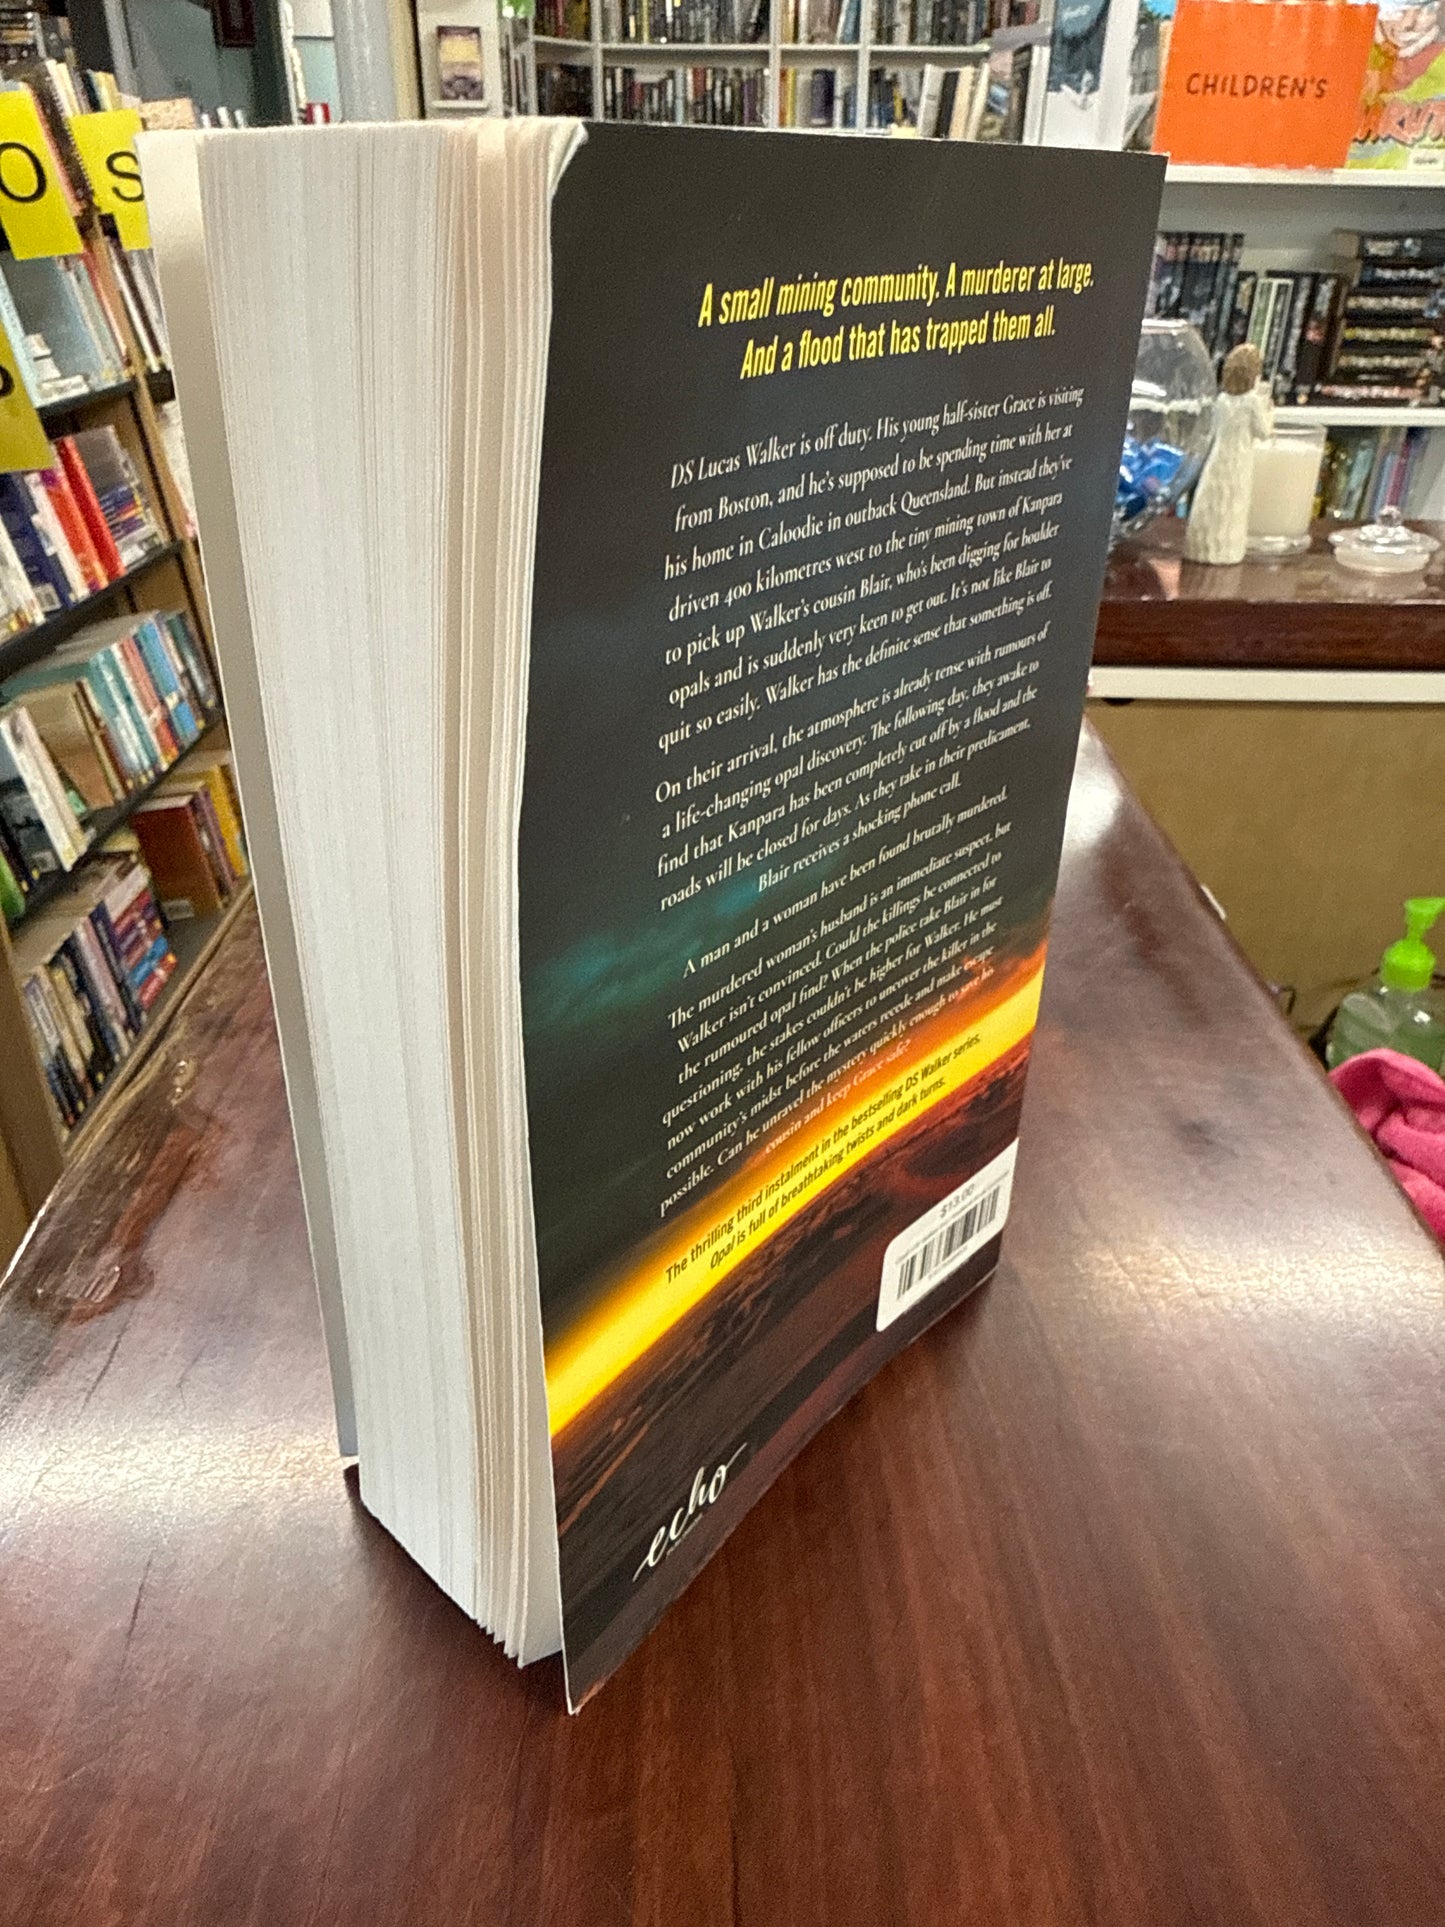 O
S
CHILDREN'S
A small mining community. A murderer at large.
And a flood that has trapped them all.
DS Lucas Walker is off duty. His young half-sister Grace is visiting
from Boston, and he's supposed to be spending time with her at
his home in Caloodie in outback Queensland. But instead they've
driven 400 kilometres west to the tiny mining town of Kanpara
to pick up Walker's cousin Blair, who's been digging for boulder
opals and is suddenly very keen to get out. It's not like Blair to
quit so easily. Walker has the definite sense that something is off.
On their arrival, the atmosphere is already tense with rumours of
a life-changing opal discovery. The following day, they awake to
find that Kanpara has been completely cut off by a flood and the
roads will be closed for days. As they take in their predicament,
Blair receives a shocking phone call.
A man and a woman have been found brutally murdered.
The murdered woman's husband is an immediate suspect, but
Walker isn't convinced. Could the killings be connected to
the rumoured opal find? When the police take Blair in for
questioning, the stakes couldn't be higher for Walker. He must
now work with his fellow officers to uncover the killer in the
community's midst before the waters recede and make escape
possible. Can he unravel the mystery quickly enough to save his
cousin and keep Grace safe?
The thrilling third instalment in the bestselling DS Walker series,
Opal is full of breathtaking twists and dark turns.
$13.00
echo